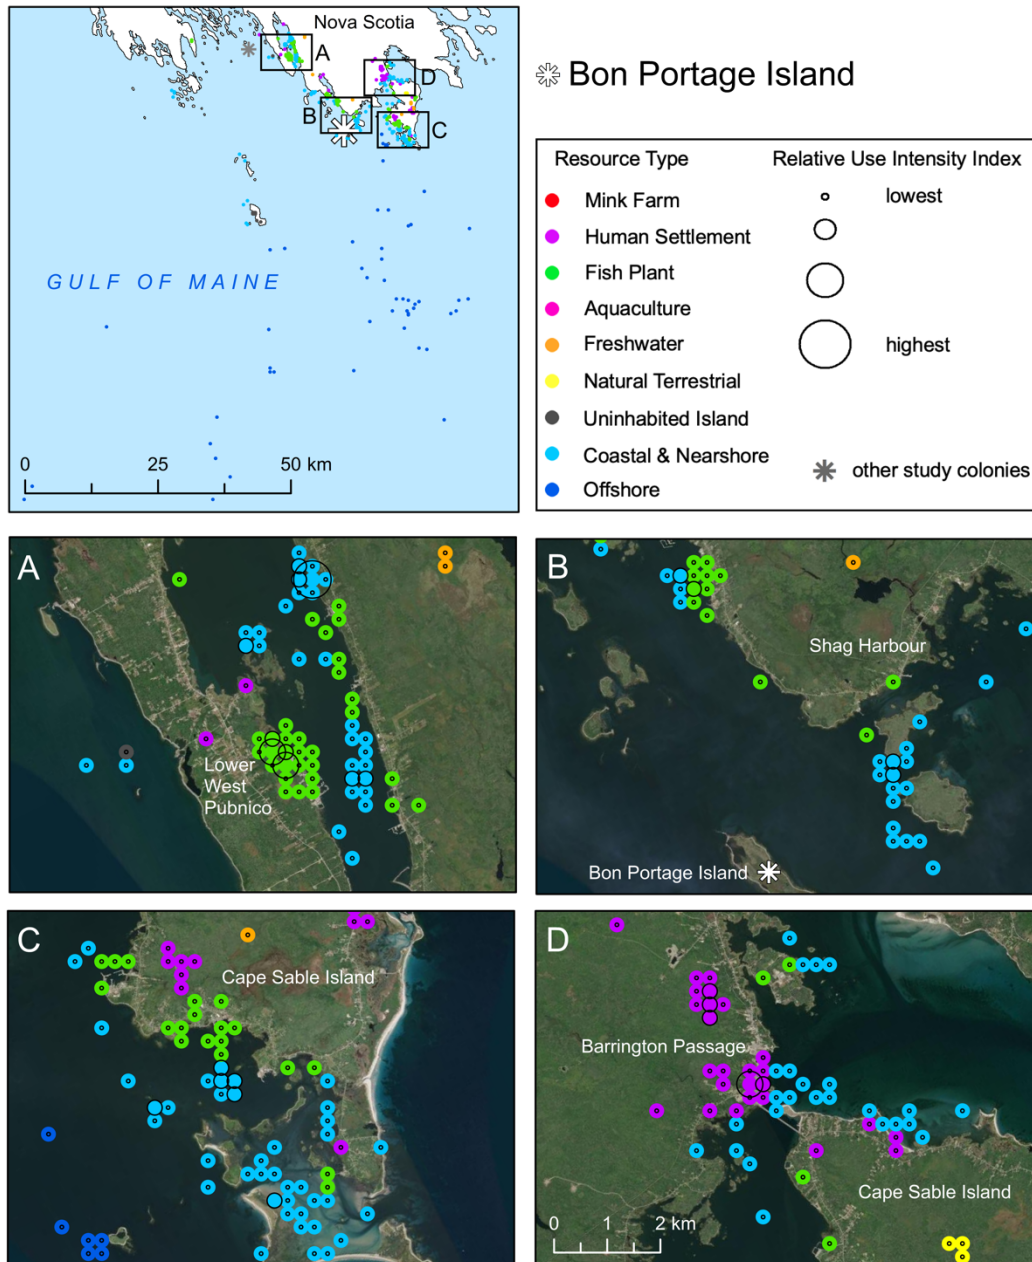 Nova Scotia
A
D
B
C
GULF OF MAINE
0 25 50 km
Bon Portage Island
Resource Type
Relative Use Intensity Index
Mink Farm
lowest
Human Settlement
Fish Plant
Aquaculture
Freshwater
highest
Natural Terrestrial
Uninhabited Island
Coastal & Nearshore
other study colonies
Offshore
A
Lower
West
Pubnico
B
Shag Harbour
Bon Portage Island
C
Cape Sable Island
D
Barrington Passage
Cape Sable Island
0 1 2 km